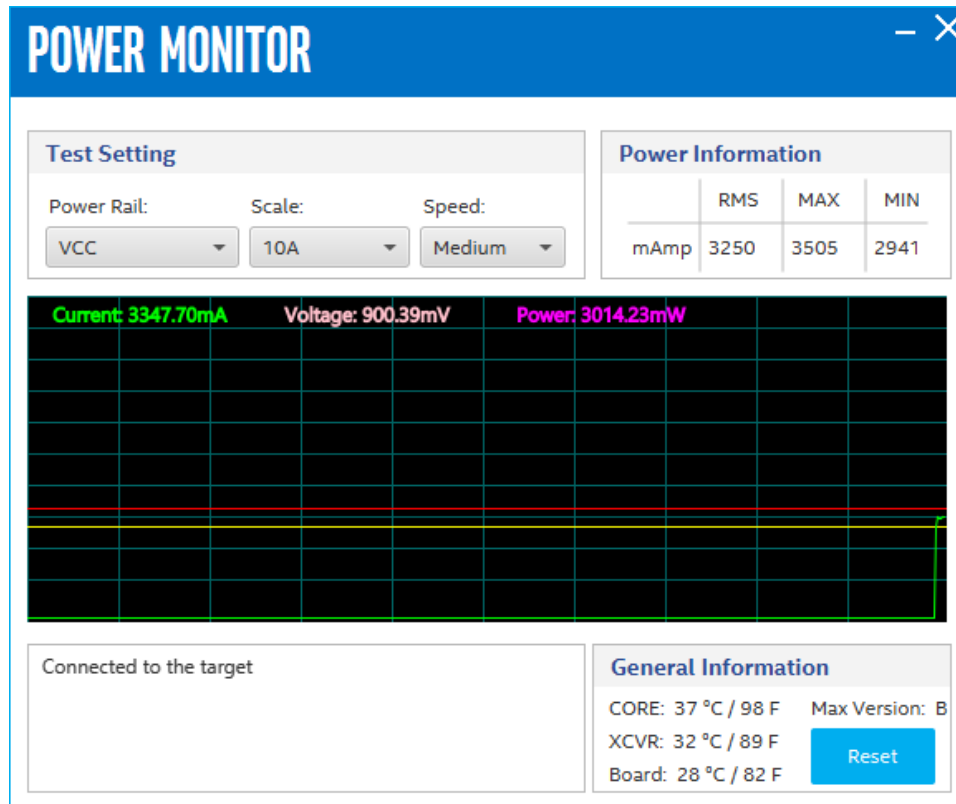 POWER MONITOR
Test Setting
Power Rail: Scale: Speed:
VCC 10A Medium
Power Information
RMS MAX MIN
mAmp 3250 3505 2941
Current: 3347.70mA Voltage: 900.39mV Power: 3014.23mW
Connected to the target
General Information
CORE: 37 °C / 98 F Max Version: B
XCVR: 32 °C / 89 F
Reset
Board: 28 °C / 82 F